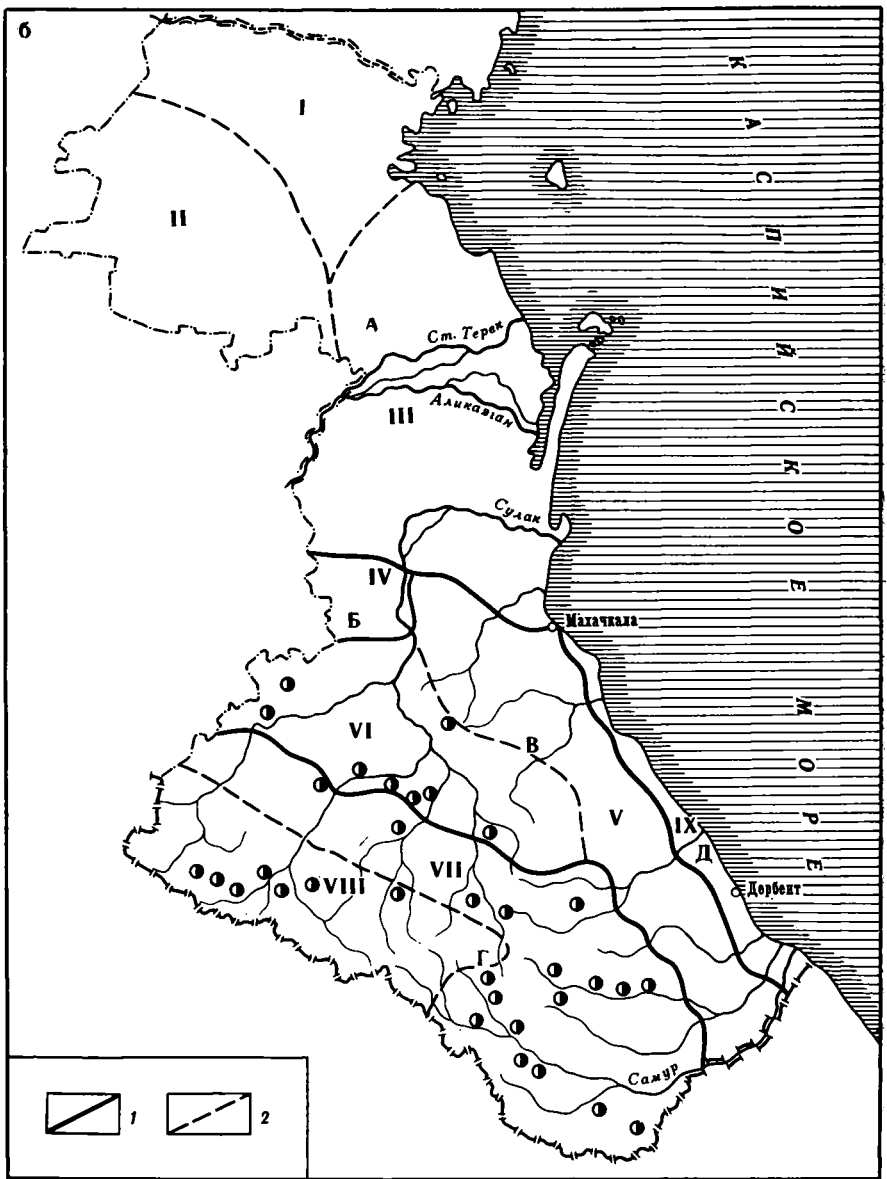 б
КАСПИЙСКОЕ МОРЕ
I
II
А
Ст. Терек
Аликазган
III
Сулак
IV
Б
Махачкала
VI
В
V
IX
Д
Дербент
VII
VIII
Г
Самур
1
2